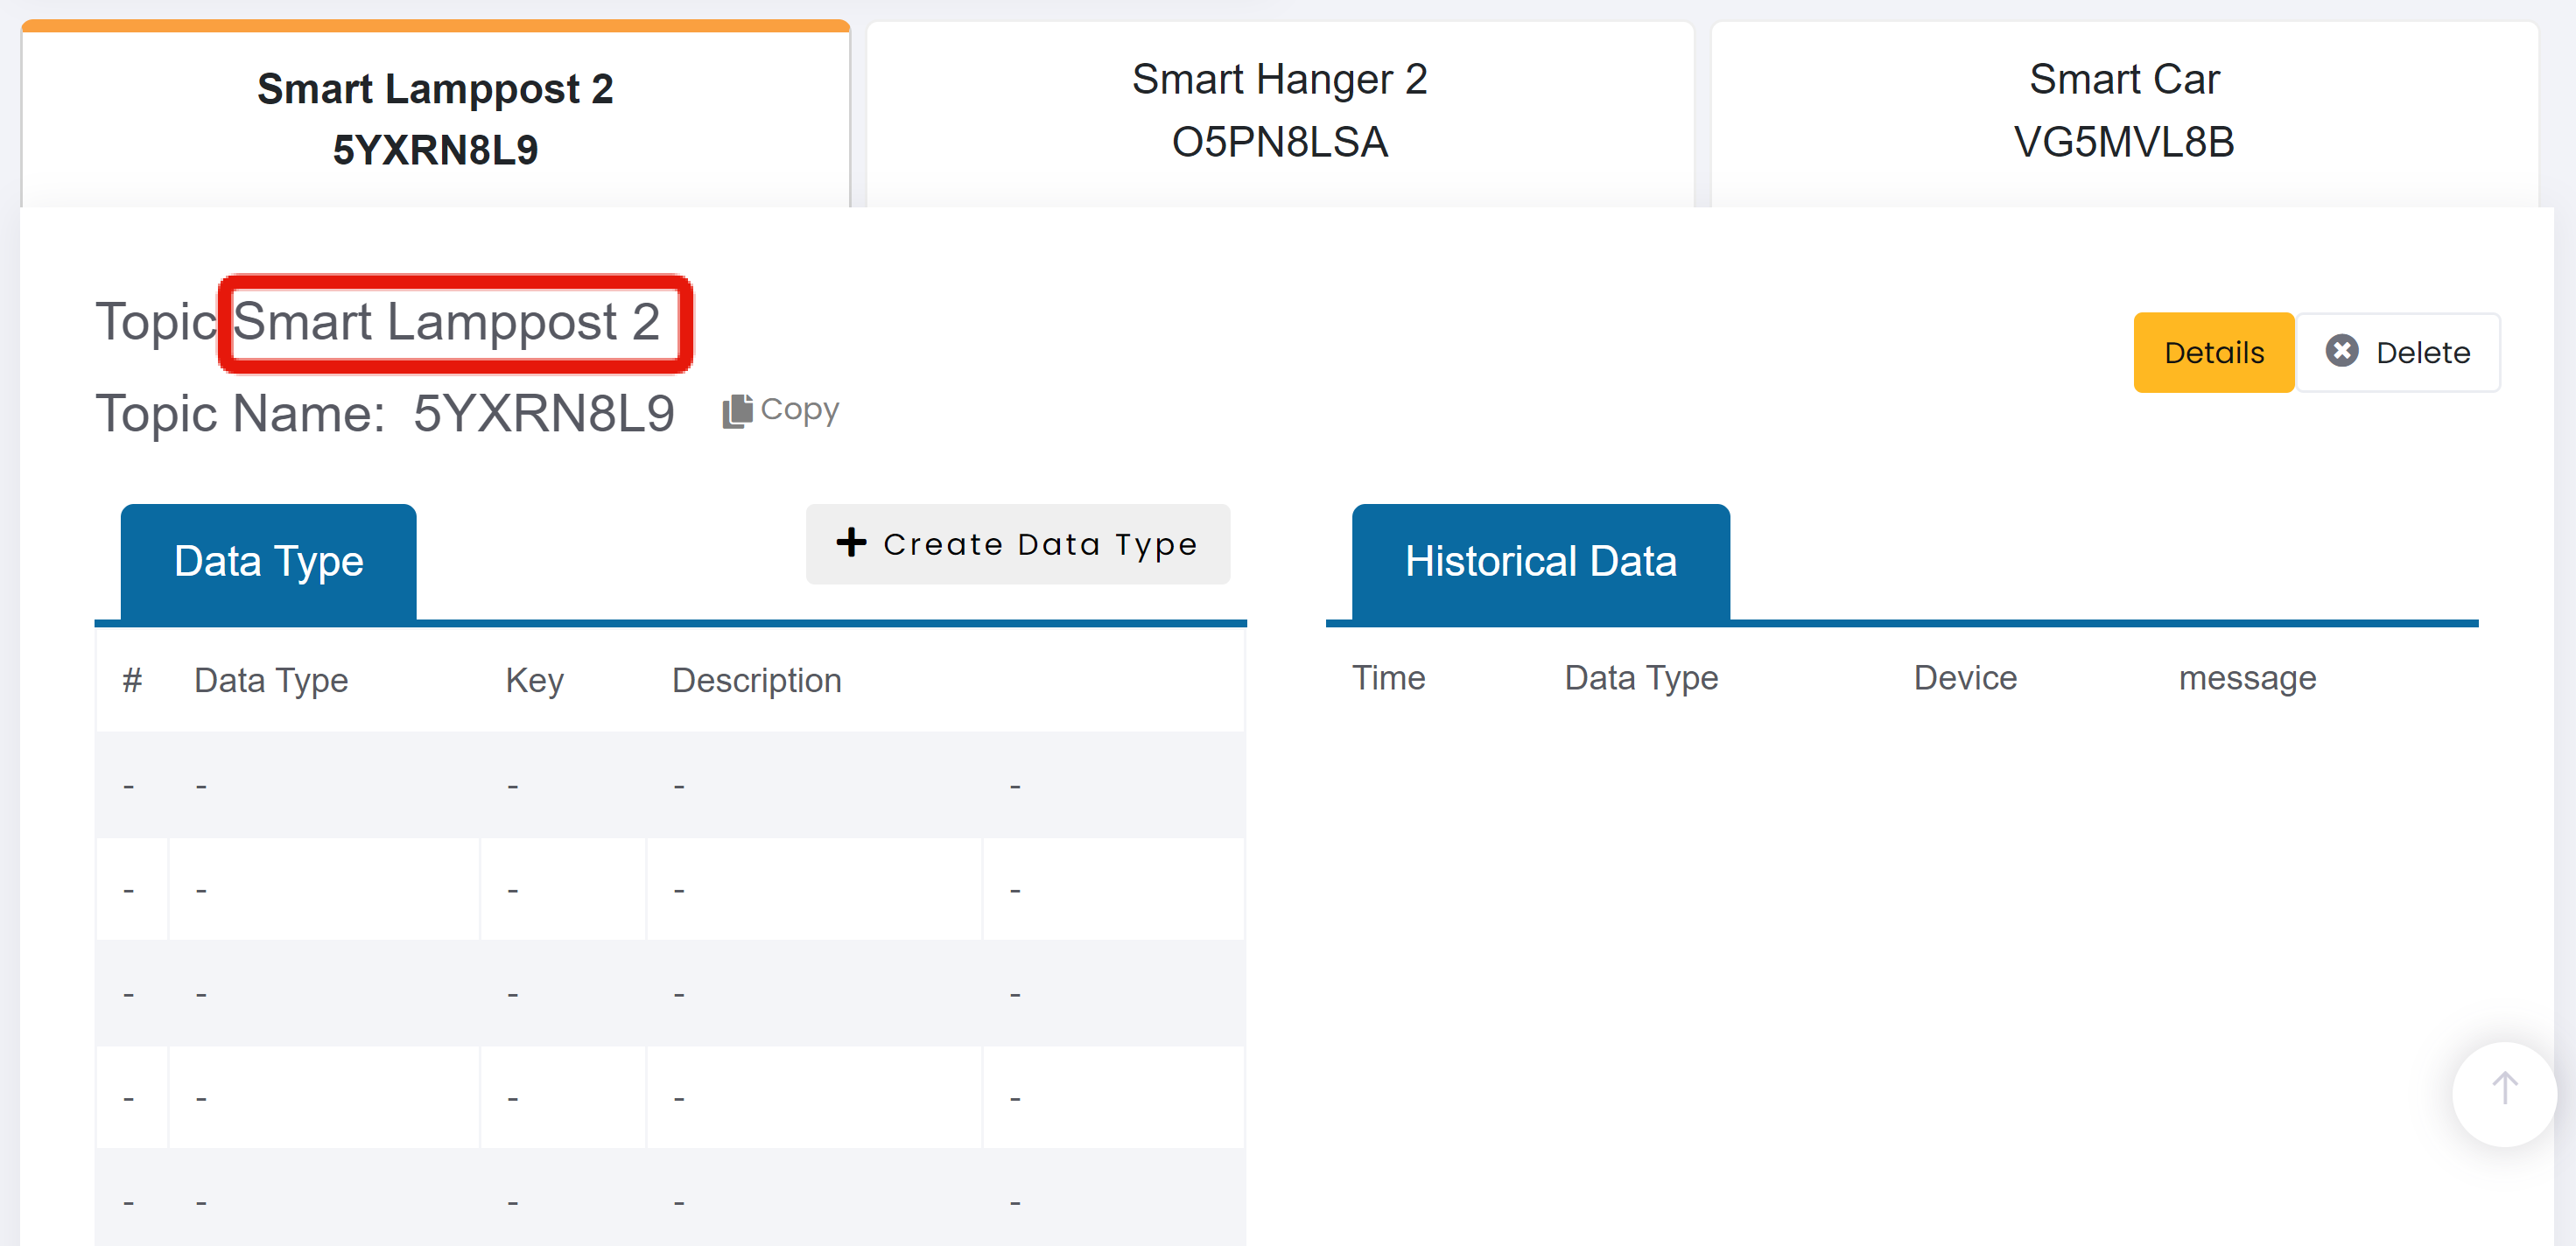 Smart Lamppost 2
5YXRN8L9
Smart Hanger 2
O5PN8LSA
Smart Car
VG5MVL8B
Topic Smart Lamppost 2
Topic Name: 5YXRN8L9 Copy
Details Delete
Data Type
+ Create Data Type
# Data Type Key Description
- - - - -
- - - - -
- - - - -
- - - - -
- - - - -
Historical Data
Time Data Type Device message